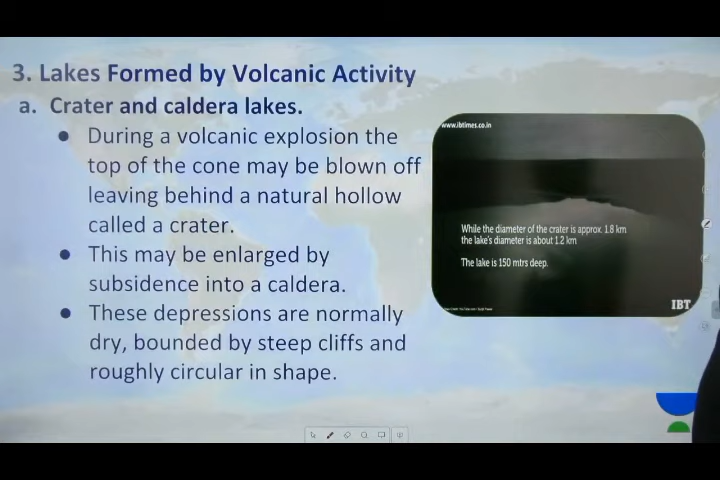 3. Lakes Formed by Volcanic Activity
a. Crater and caldera lakes.
● During a volcanic explosion the
top of the cone may be blown off
leaving behind a natural hollow
called a crater.
● This may be enlarged by
subsidence into a caldera.
● These depressions are normally
dry, bounded by steep cliffs and
roughly circular in shape.
www.ibtimes.co.in
While the diameter of the crater is approx 1.8 km
the lake's diameter is about 1.2 km
The lake is 150 mtrs deep.
IBT